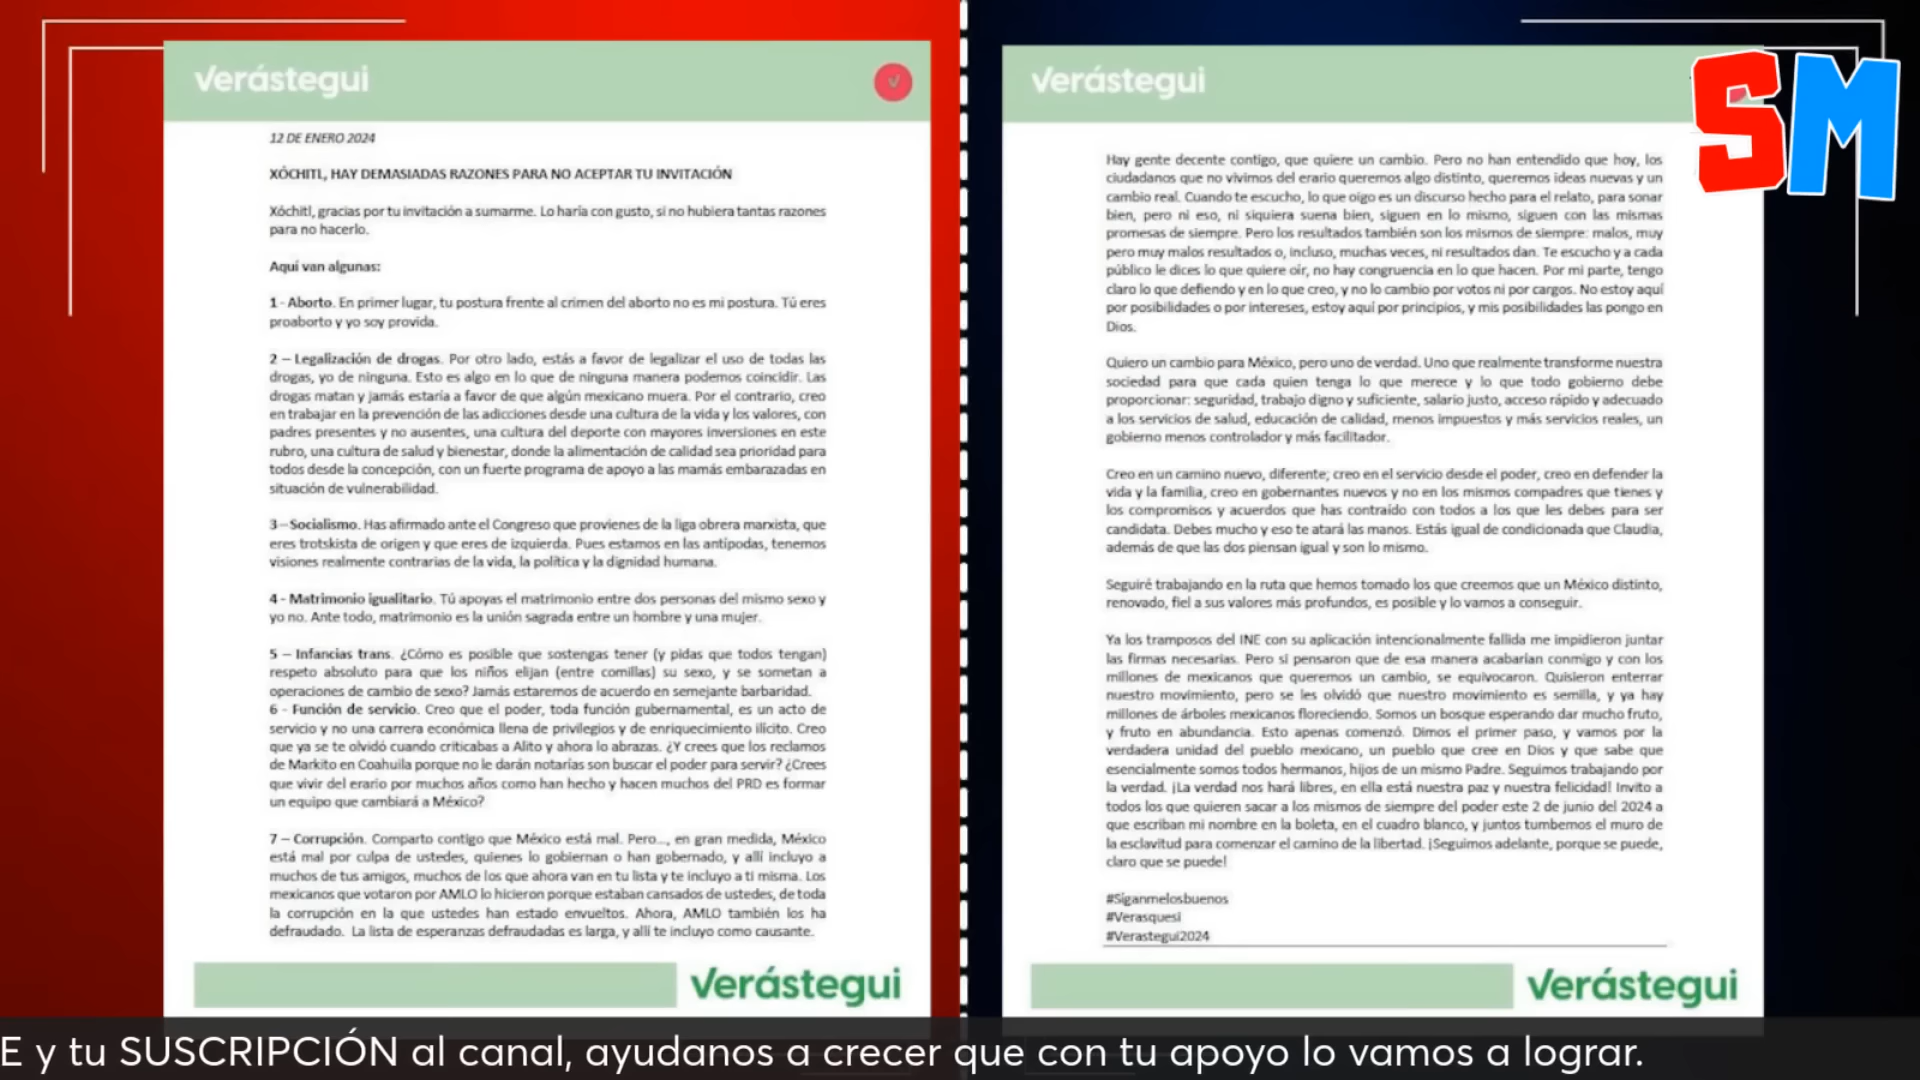 Verástegui
12 DE ENERO 2024
XÓCHITL, HAY DEMASIADAS RAZONES PARA NO ACEPTAR TU INVITACIÓN
Xóchitl, gracias por tu invitación a sumarme. Lo haría con gusto, si no hubiera tantas razones
para no hacerlo.
Aquí van algunas:
1 - Aborto. En primer lugar, tu postura frente al crimen del aborto no es mi postura. Tú eres
proaborto y yo soy provida.
2 – Legalización de drogas. Por otro lado, estás a favor de legalizar el uso de todas las
drogas, yo de ninguna. Esto es algo en lo que de ninguna manera podemos coincidir. Las
drogas matan y jamás estaría a favor de que algún mexicano muera. Por el contrario, creo
en trabajar en la prevención de las adicciones desde una cultura de la vida y los valores, con
padres presentes y no ausentes, una cultura del deporte con mayores inversiones en este
rubro, una cultura de salud y bienestar, donde la alimentación de calidad sea prioridad para
todos desde la concepción, con un fuerte programa de apoyo a las mamás embarazadas en
situación de vulnerabilidad.
3 – Socialismo. Has afirmado ante el Congreso que provienes de la liga obrera marxista, que
eres trotskista de origen y que eres de izquierda. Pues estamos en las antípodas, tenemos
visiones realmente contrarias de la vida, la política y la dignidad humana.
4 - Matrimonio igualitario. Tú apoyas el matrimonio entre dos personas del mismo sexo y
yo no. Ante todo, matrimonio es la unión sagrada entre un hombre y una mujer.
5 – Infancias trans. ¿Cómo es posible que sostengas tener (y pidas que todos tengan)
respeto absoluto para que los niños elijan (entre comillas) su sexo, y se sometan a
operaciones de cambio de sexo? Jamás estaremos de acuerdo en semejante barbaridad.
6 - Función de servicio. Creo que el poder, toda función gubernamental, es un acto de
servicio y no una carrera económica llena de privilegios y de enriquecimiento ilícito. Creo
que ya se te olvidó cuando criticabas a Alito y ahora lo abrazas. ¿Y crees que los reclamos
de Markito en Coahuila porque no le darán notarías son buscar el poder para servir? ¿Crees
que vivir del erario por muchos años como han hecho y hacen muchos del PRD es formar
un equipo que cambiará a México?
7 – Corrupción. Comparto contigo que México está mal. Pero..., en gran medida, México
está mal por culpa de ustedes, quienes lo gobiernan o han gobernado, y allí incluyo a
muchos de tus amigos, muchos de los que ahora van en tu lista y te incluyo a ti misma. Los
mexicanos que votaron por AMLO lo hicieron porque estaban cansados de ustedes, de toda
la corrupción en la que ustedes han estado envueltos. Ahora, AMLO también los ha
defraudado. La lista de esperanzas defraudadas es larga, y allí te incluyo como causante.
Verástegui
Verástegui
SM
Hay gente decente contigo, que quiere un cambio. Pero no han entendido que hoy, los
ciudadanos que no vivimos del erario queremos algo distinto, queremos ideas nuevas y un
cambio real. Cuando te escucho, lo que oigo es un discurso hecho para el relato, para sonar
bien, pero ni eso, ni siquiera suena bien, siguen en lo mismo, siguen con las mismas
promesas de siempre. Pero los resultados también son los mismos de siempre: malos, muy
pero muy malos resultados o, incluso, muchas veces, ni resultados dan. Te escucho y a cada
público le dices lo que quiere oír, no hay congruencia en lo que hacen. Por mi parte, tengo
claro lo que defiendo y en lo que creo, y no lo cambio por votos ni por cargos. No estoy aquí
por posibilidades o por intereses, estoy aquí por principios, y mis posibilidades las pongo en
Dios.
Quiero un cambio para México, pero uno de verdad. Uno que realmente transforme nuestra
sociedad para que cada quien tenga lo que merece y lo que todo gobierno debe
proporcionar: seguridad, trabajo digno y suficiente, salario justo, acceso rápido y adecuado
a los servicios de salud, educación de calidad, menos impuestos y más servicios reales, un
gobierno menos controlador y más facilitador.
Creo en un camino nuevo, diferente; creo en el servicio desde el poder, creo en defender la
vida y la familia, creo en gobernantes nuevos y no en los mismos compadres que tienes y
los compromisos y acuerdos que has contraído con todos a los que les debes para ser
candidata. Debes mucho y eso te atará las manos. Estás igual de condicionada que Claudia,
además de que las dos piensan igual y son lo mismo.
Seguiré trabajando en la ruta que hemos tomado los que creemos que un México distinto,
renovado, fiel a sus valores más profundos, es posible y lo vamos a conseguir.
Ya los tramposos del INE con su aplicación intencionalmente fallida me impidieron juntar
las firmas necesarias. Pero si pensaron que de esa manera acabarían conmigo y con los
millones de mexicanos que queremos un cambio, se equivocaron. Quisieron enterrar
nuestro movimiento, pero se les olvidó que nuestro movimiento es semilla, y ya hay
millones de árboles mexicanos floreciendo. Somos un bosque esperando dar mucho fruto,
y fruto en abundancia. Esto apenas comenzó. Dimos el primer paso, y vamos por la
verdadera unidad del pueblo mexicano, un pueblo que cree en Dios y que sabe que
esencialmente somos todos hermanos, hijos de un mismo Padre. Seguimos trabajando por
la verdad. ¡La verdad nos hará libres, en ella está nuestra paz y nuestra felicidad! Invito a
todos los que quieren sacar a los mismos de siempre del poder este 2 de junio del 2024 a
que escriban mi nombre en la boleta, en el cuadro blanco, y juntos tumbemos el muro de
la esclavitud para comenzar el camino de la libertad. ¡Seguimos adelante, porque se puede,
claro que se puede!
#Síganmelosbuenos
#Verasquesí
#Verastegui2024
Verástegui
E y tu SUSCRIPCIÓN al canal, ayudanos a crecer que con tu apoyo lo vamos a lograr.